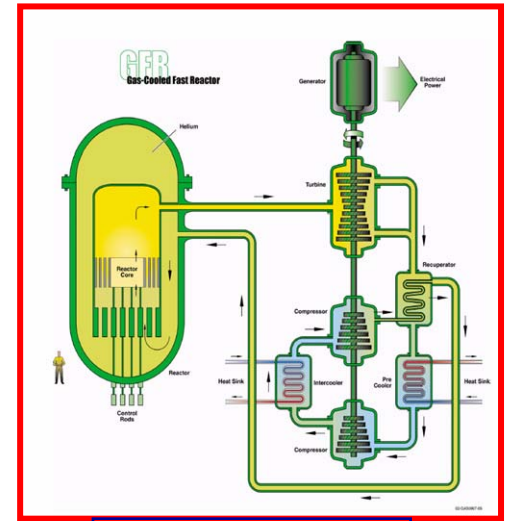 GFR
Gas-Cooled Fast Reactor
Generator
Electrical
Power
Helium
Turbine
Recuperator
Reactor
Core
Compressor
Heat Sink
Intercooler
Pre
Cooler
Heat Sink
Reactor
Control
Rods
Compressor